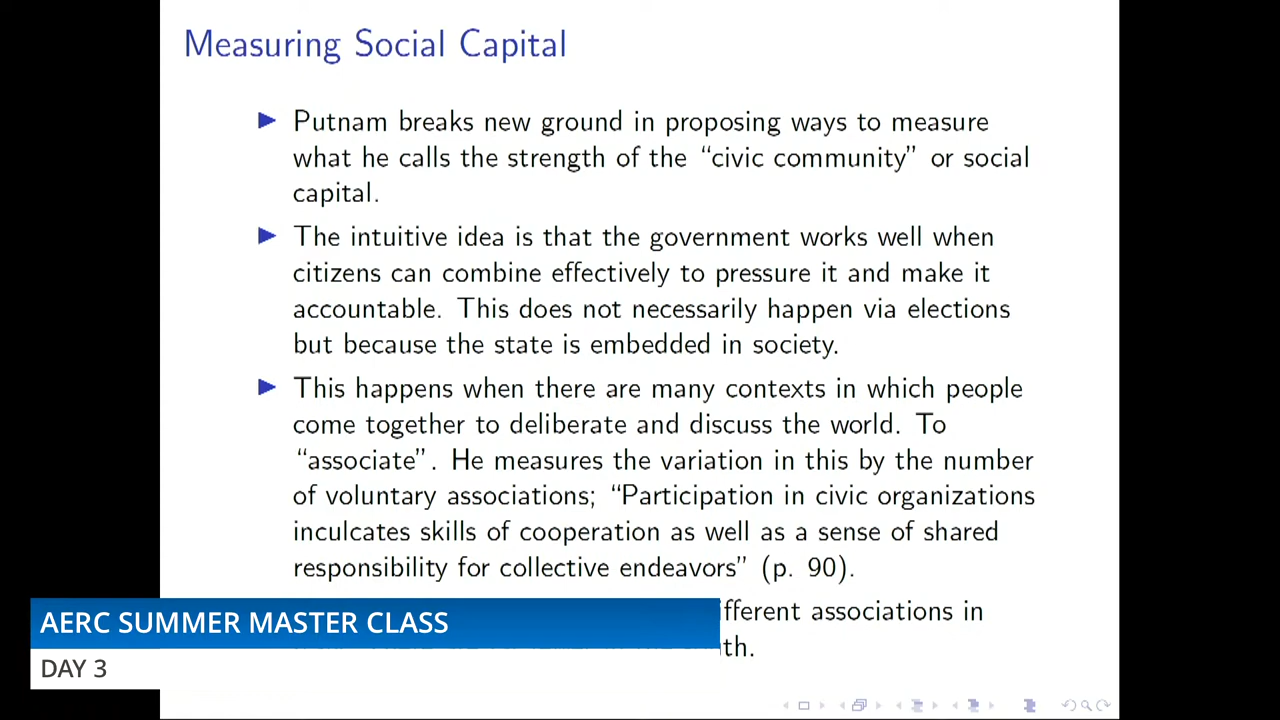 Measuring Social Capital
Putnam breaks new ground in proposing ways to measure
what he calls the strength of the “civic community” or social
capital.
The intuitive idea is that the government works well when
citizens can combine effectively to pressure it and make it
accountable. This does not necessarily happen via elections
but because the state is embedded in society.
This happens when there are many contexts in which people
come together to deliberate and discuss the world. To
“associate”. He measures the variation in this by the number
of voluntary associations; “Participation in civic organizations
inculcates skills of cooperation as well as a sense of shared
responsibility for collective endeavors” (p. 90).
associations in
AERC SUMMER MASTER CLASS
DAY 3